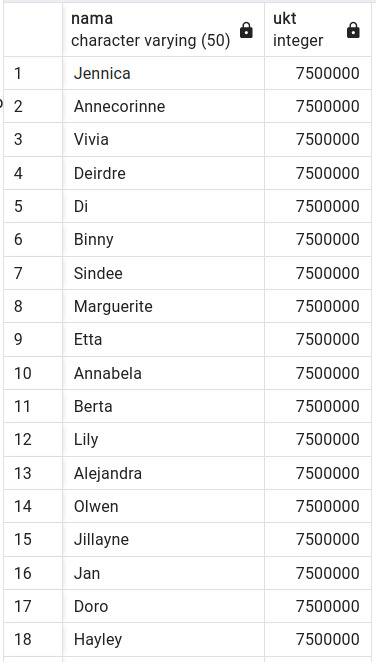 nama ukt
character varying (50) integer
1 Jennica 7500000
2 Annecorinne 7500000
3 Vivia 7500000
4 Deirdre 7500000
5 Di 7500000
6 Binny 7500000
7 Sindee 7500000
8 Marguerite 7500000
9 Etta 7500000
10 Annabela 7500000
11 Berta 7500000
12 Lily 7500000
13 Alejandra 7500000
14 Olwen 7500000
15 Jillayne 7500000
16 Jan 7500000
17 Doro 7500000
18 Hayley 7500000